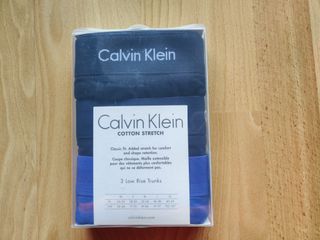 Calvin Klein
Calvin Klein
COTTON STRETCH
Classic fit. Added stretch for comfort
and shape retention.
Coupe classique. Maille extensible
pour des vêtements plus confortables
qui ne se déforment pas.
3 Low Rise Trunks